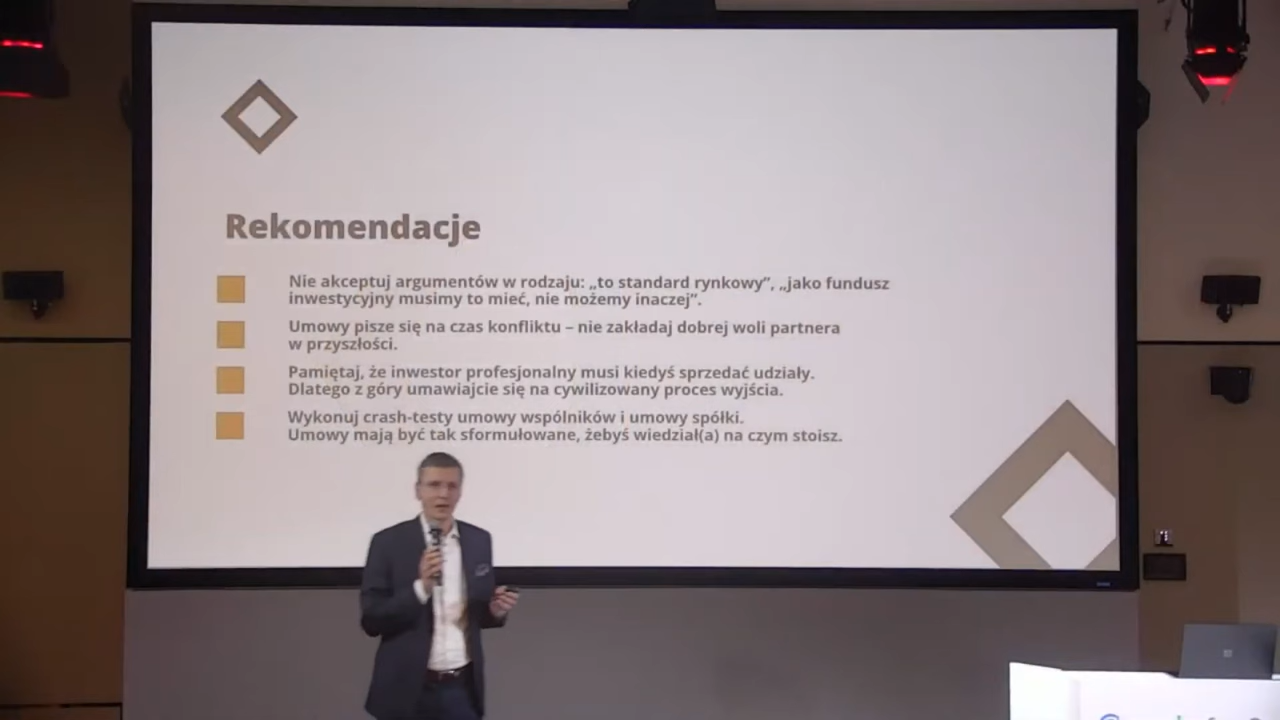 Rekomendacje
Nie akceptuj argumentów w rodzaju: „to standard rynkowy”, „jako fundusz
inwestycyjny musimy to mieć, nie możemy inaczej”.
Umowy pisze się na czas konfliktu – nie zakładaj dobrej woli partnera
w przyszłości.
Pamiętaj, że inwestor profesjonalny musi kiedyś sprzedać udziały.
Dlatego z góry umawiajcie się na cywilizowany proces wyjścia.
Wykonuj crash-testy umowy wspólników i umowy spółki.
Umowy mają być tak sformułowane, żebyś wiedział(a) na czym stoisz.